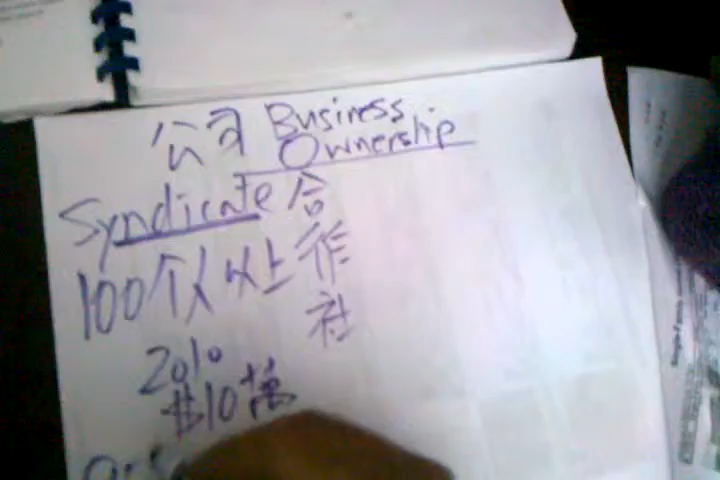 公司 Business
Ownership
Syndicate 合
100个人以上 作
社
2010
$10萬